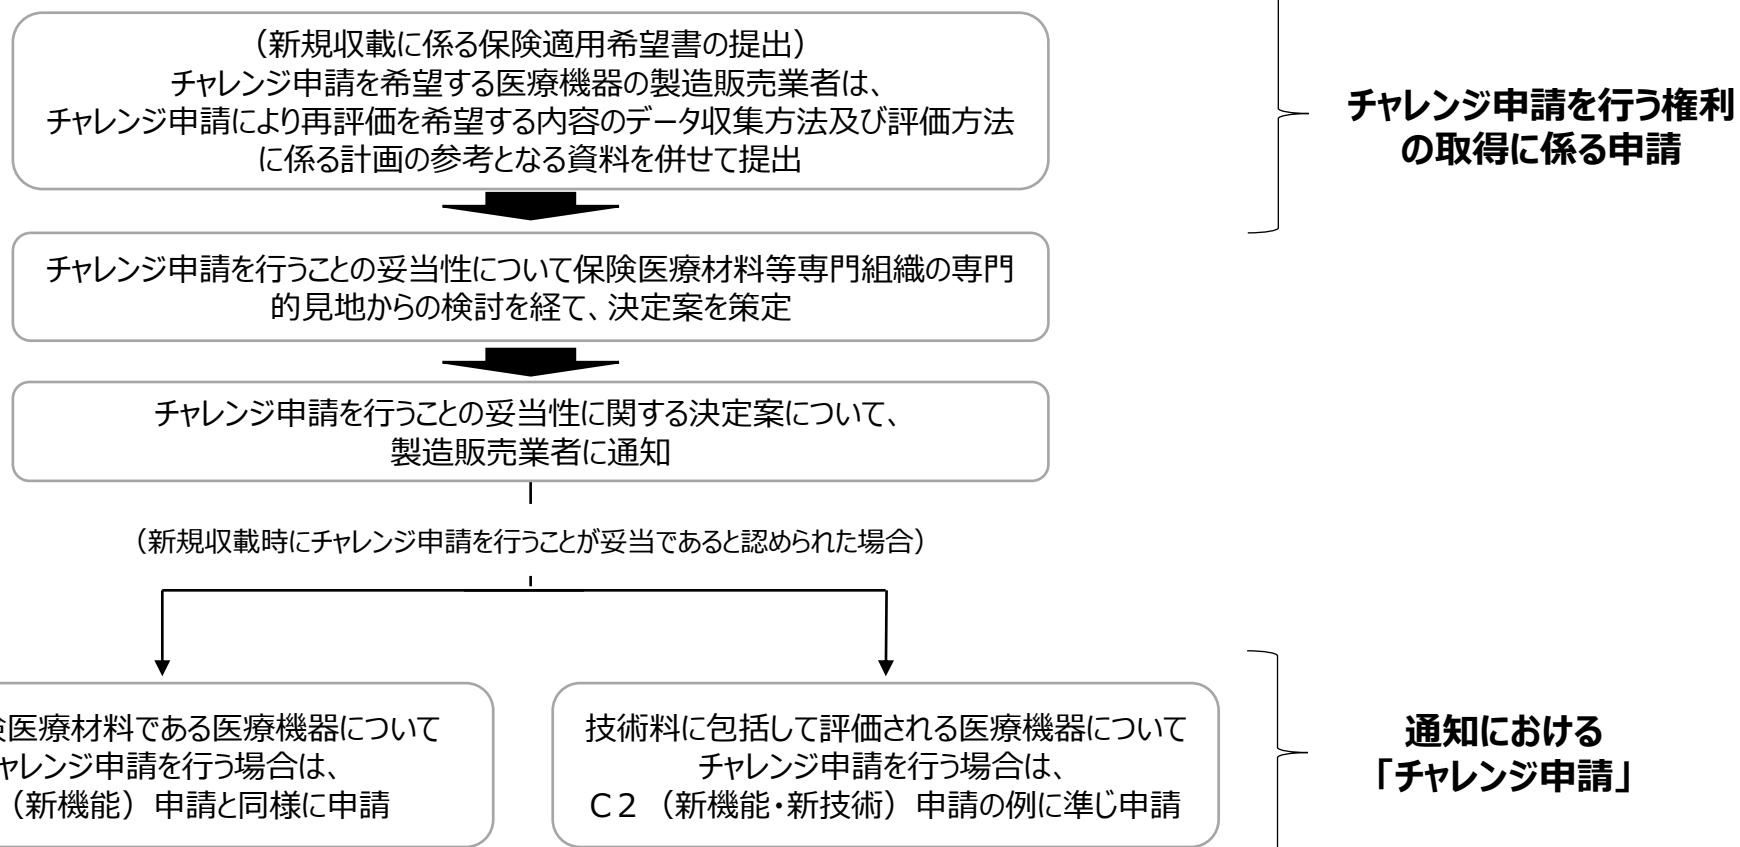 （新規収載に係る保険適用希望書の提出）
チャレンジ申請を希望する医療機器の製造販売業者は、
チャレンジ申請により再評価を希望する内容のデータ収集方法及び評価方法
に係る計画の参考となる資料を併せて提出
チャレンジ申請を行う権利
の取得に係る申請
チャレンジ申請を行うことの妥当性について保険医療材料等専門組織の専門
的見地からの検討を経て、決定案を策定
チャレンジ申請を行うことの妥当性に関する決定案について、
製造販売業者に通知
（新規収載時にチャレンジ申請を行うことが妥当であると認められた場合）
医療材料である医療機器について
ャレンジ申請を行う場合は、
（新機能）申請と同様に申請
技術料に包括して評価される医療機器について
チャレンジ申請を行う場合は、
Ｃ２（新機能・新技術）申請の例に準じ申請
通知における
「チャレンジ申請」